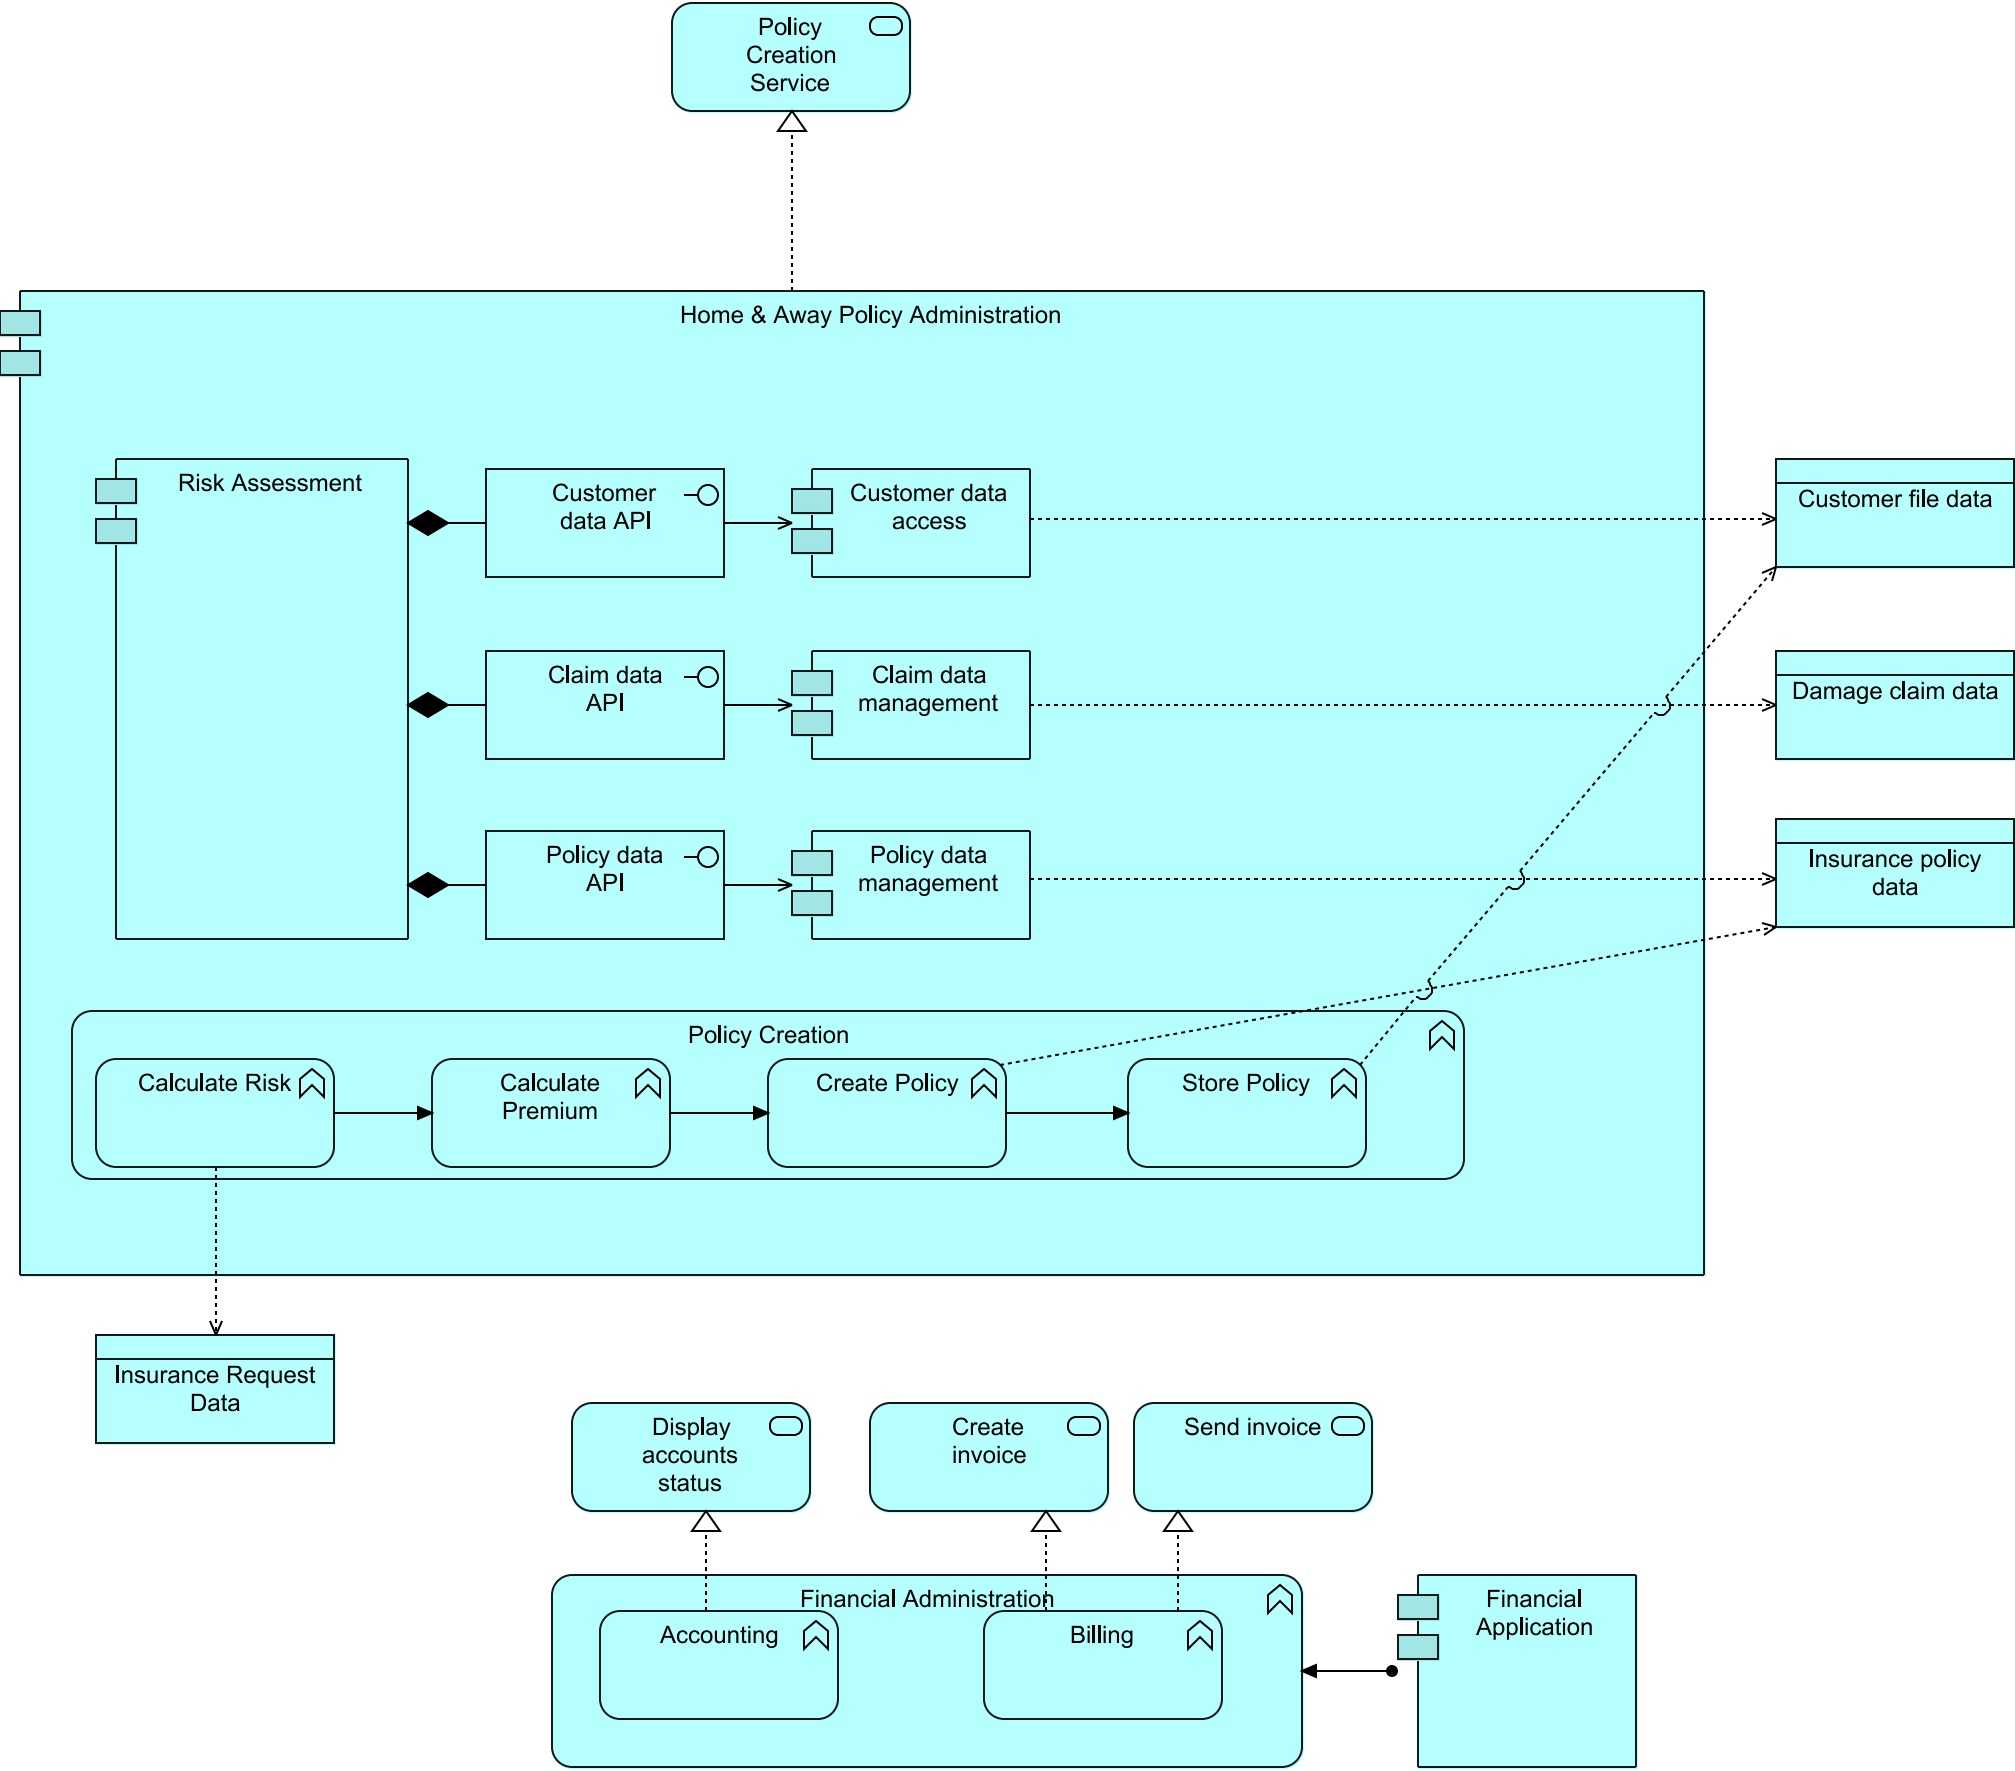 Policy
Creation
Service
Home & Away Policy Administration
Risk Assessment
Customer
data API
Customer data
access
Customer file data
Claim data
API
Claim data
management
Damage claim data
Policy data
API
Policy data
management
Insurance policy
data
Policy Creation
Calculate Risk
Calculate
Premium
Create Policy
Store Policy
Insurance Request
Data
Display
accounts
status
Create
invoice
Send invoice
Financial Administration
Accounting
Billing
Financial
Application